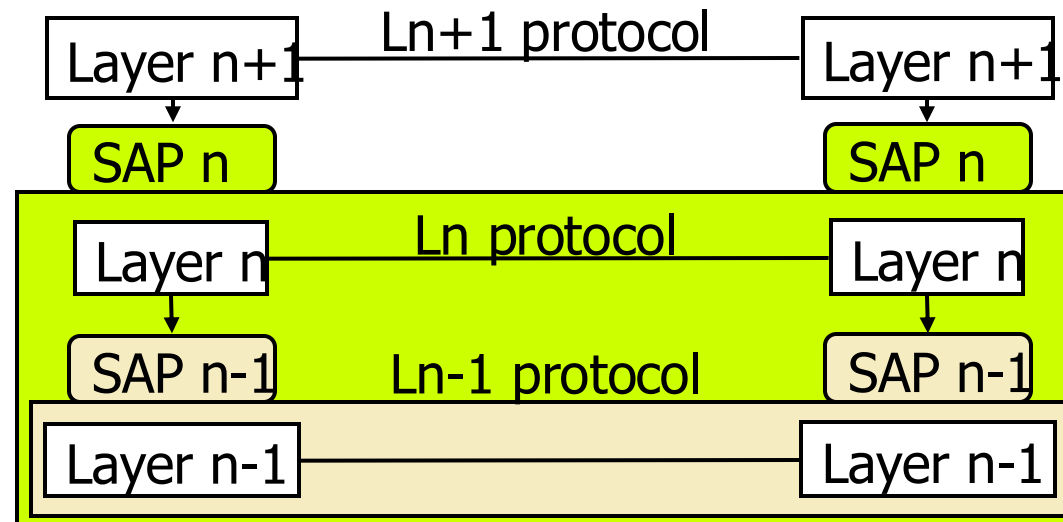 Ln+1 protocol
Layer n+1 Layer n+1
SAP n SAP n
Ln protocol
Layer n Layer n
SAP n-1 Ln-1 protocol SAP n-1
Layer n-1 Layer n-1